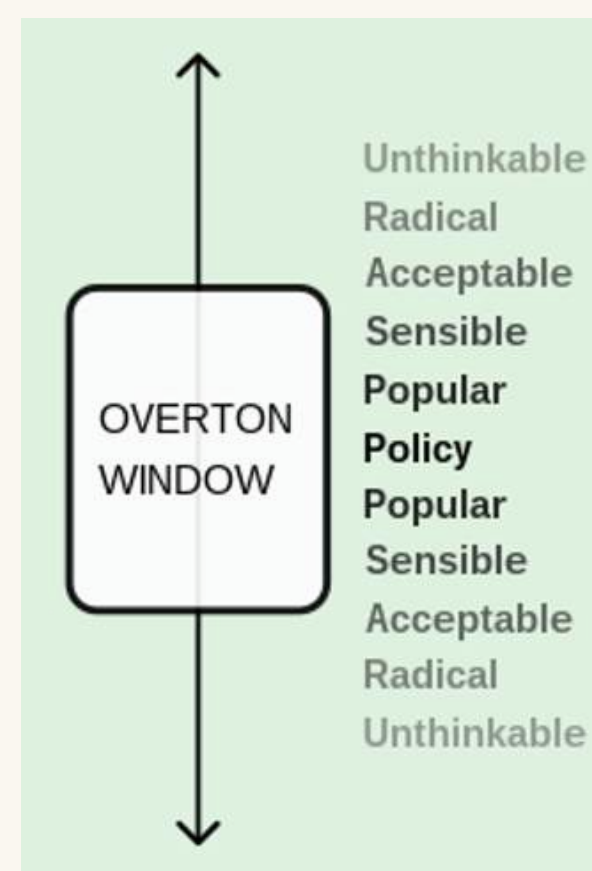 OVERTON
WINDOW
Unthinkable
Radical
Acceptable
Sensible
Popular
Policy
Popular
Sensible
Acceptable
Radical
Unthinkable